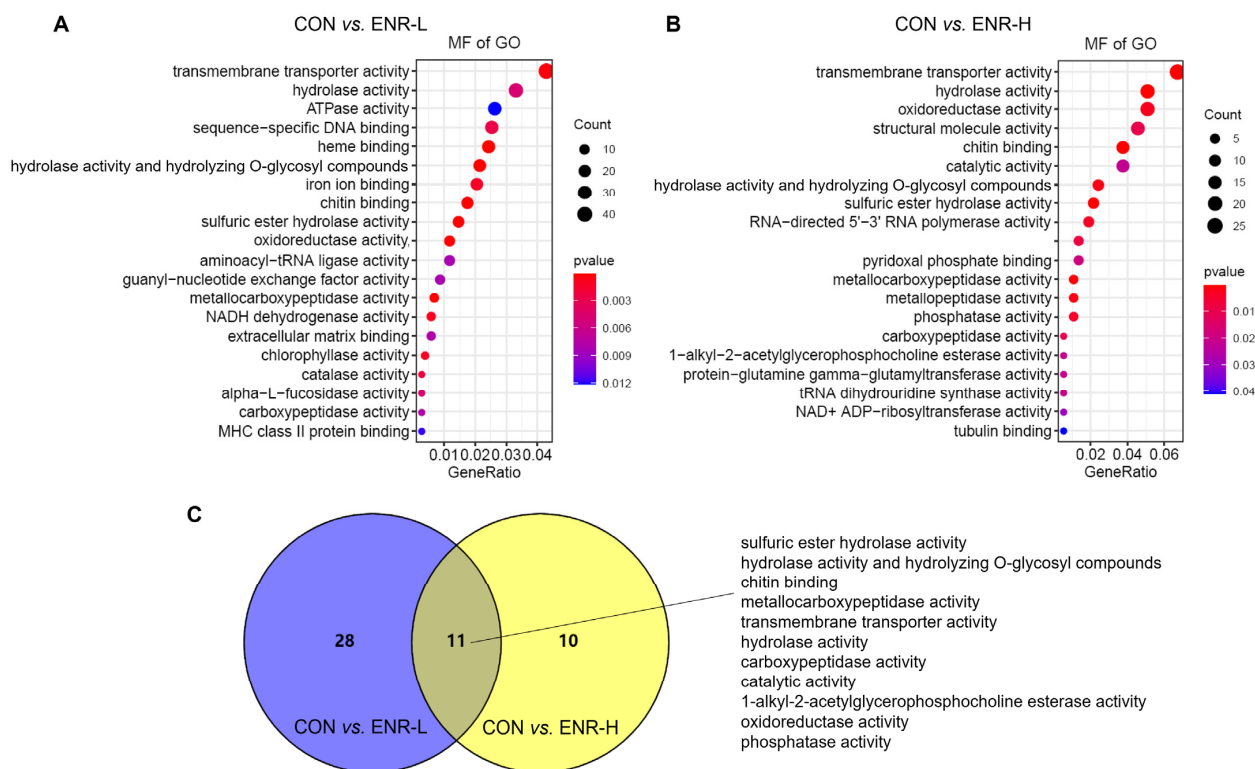 A
CON vs. ENR-L
MF of GO
transmembrane transporter activity
hydrolase activity
ATPase activity
sequence−specific DNA binding
heme binding
hydrolase activity and hydrolyzing O-glycosyl compounds
iron ion binding
chitin binding
sulfuric ester hydrolase activity
oxidoreductase activity,
aminoacyl−tRNA ligase activity
guanyl−nucleotide exchange factor activity
metallocarboxypeptidase activity
NADH dehydrogenase activity
extracellular matrix binding
chlorophyllase activity
catalase activity
alpha−L−fucosidase activity
carboxypeptidase activity
MHC class II protein binding
0.01 0.02 0.03 0.04
GeneRatio
Count
10
20
30
40
pvalue
0.003
0.006
0.009
0.012
B
CON vs. ENR-H
MF of GO
transmembrane transporter activity
hydrolase activity
oxidoreductase activity
structural molecule activity
chitin binding
catalytic activity
hydrolase activity and hydrolyzing O-glycosyl compounds
sulfuric ester hydrolase activity
RNA−directed 5'−3' RNA polymerase activity
pyridoxal phosphate binding
metallocarboxypeptidase activity
metallopeptidase activity
phosphatase activity
carboxypeptidase activity
1−alkyl−2−acetylglycerophosphocholine esterase activity
protein−glutamine gamma−glutamyltransferase activity
tRNA dihydrouridine synthase activity
NAD+ ADP−ribosyltransferase activity
tubulin binding
0.02 0.04 0.06
GeneRatio
Count
5
10
15
20
25
pvalue
0.01
0.02
0.03
0.04
C
28
11
10
CON vs. ENR-L
CON vs. ENR-H
sulfuric ester hydrolase activity
hydrolase activity and hydrolyzing O-glycosyl compounds
chitin binding
metallocarboxypeptidase activity
transmembrane transporter activity
hydrolase activity
carboxypeptidase activity
catalytic activity
1-alkyl-2-acetylglycerophosphocholine esterase activity
oxidoreductase activity
phosphatase activity